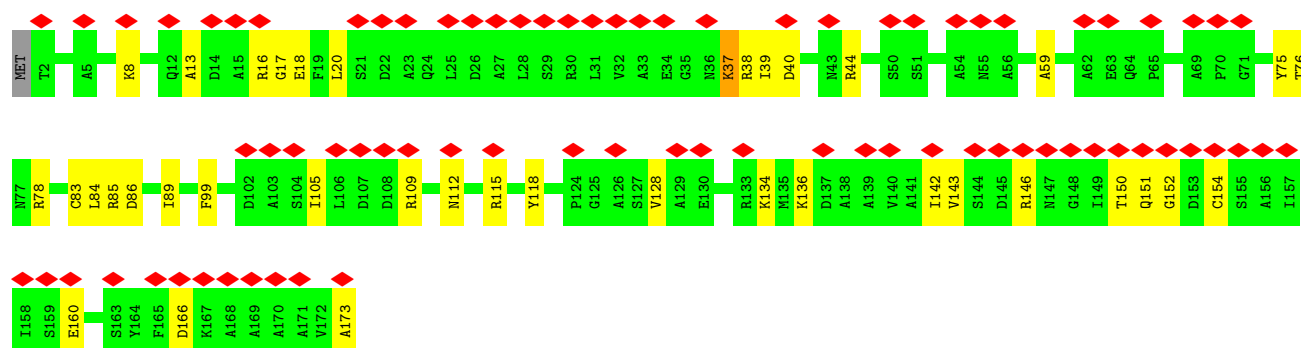 MET T2 A5 K8 Q12 A13 D14 A15 R16 G17 E18 F19 L20 S21 D22 A23 Q24 L25 D26 A27 L28 S29 R30 L31 V32 A33 E34 G35 N36 K37 R38 I39 D40 N43 R44 S50 S51 A54 N55 A56 A59 A62 E63 Q64 P65 A69 P70 G71 Y75 T76
N77 R78 C83 L84 R85 D86 I89 F99 D102 A103 S104 I105 L106 D107 D108 R109 N112 R115 Y118 P124 G125 A126 S127 V128 A129 E130 R133 K134 M135 K136 D137 A138 A139 V140 A141 I142 V143 S144 D145 R146 N147 G148 I149 T150 Q151 G152 D153 C154 S155 A156 I157
I158 S159 E160 S163 Y164 F165 D166 K167 A168 A169 A170 A171 V172 A173